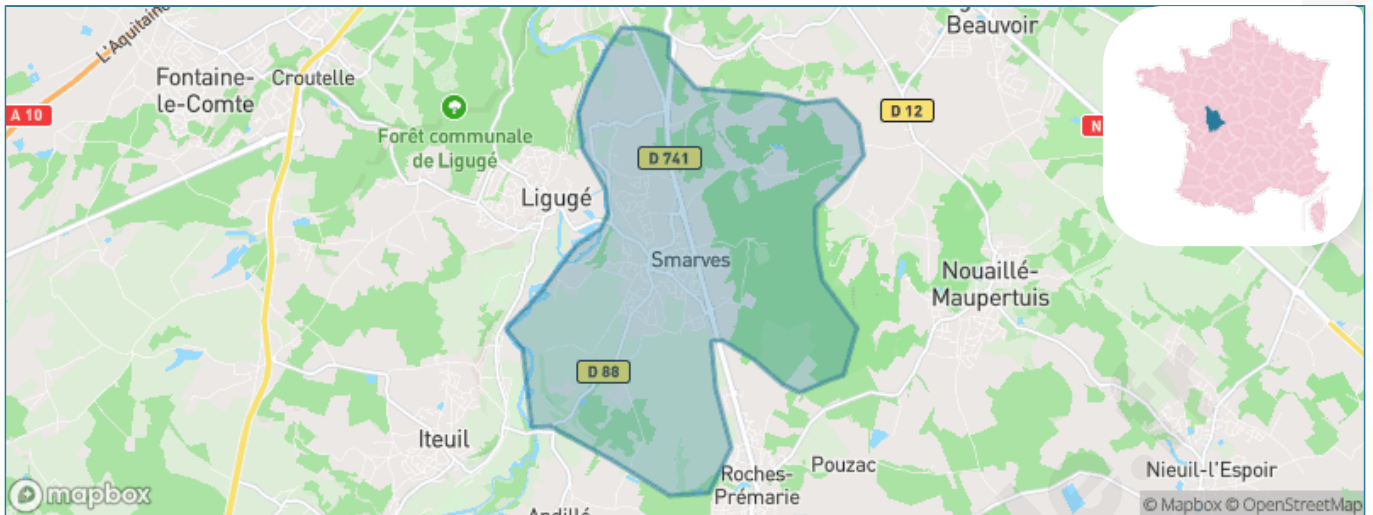 L'Aquitaine
Beauvoir
Fontaine-
le-Comte
Croutelle
A 10
D 12
N
Forêt communale
de Ligugé
D 741
Ligugé
Smarves
Nouaillé-
Maupertuis
D 88
Iteuil
Roches-
Prémarie
Pouzac
Nieuil-l'Espoir
mapbox
© Mapbox © OpenStreetMap